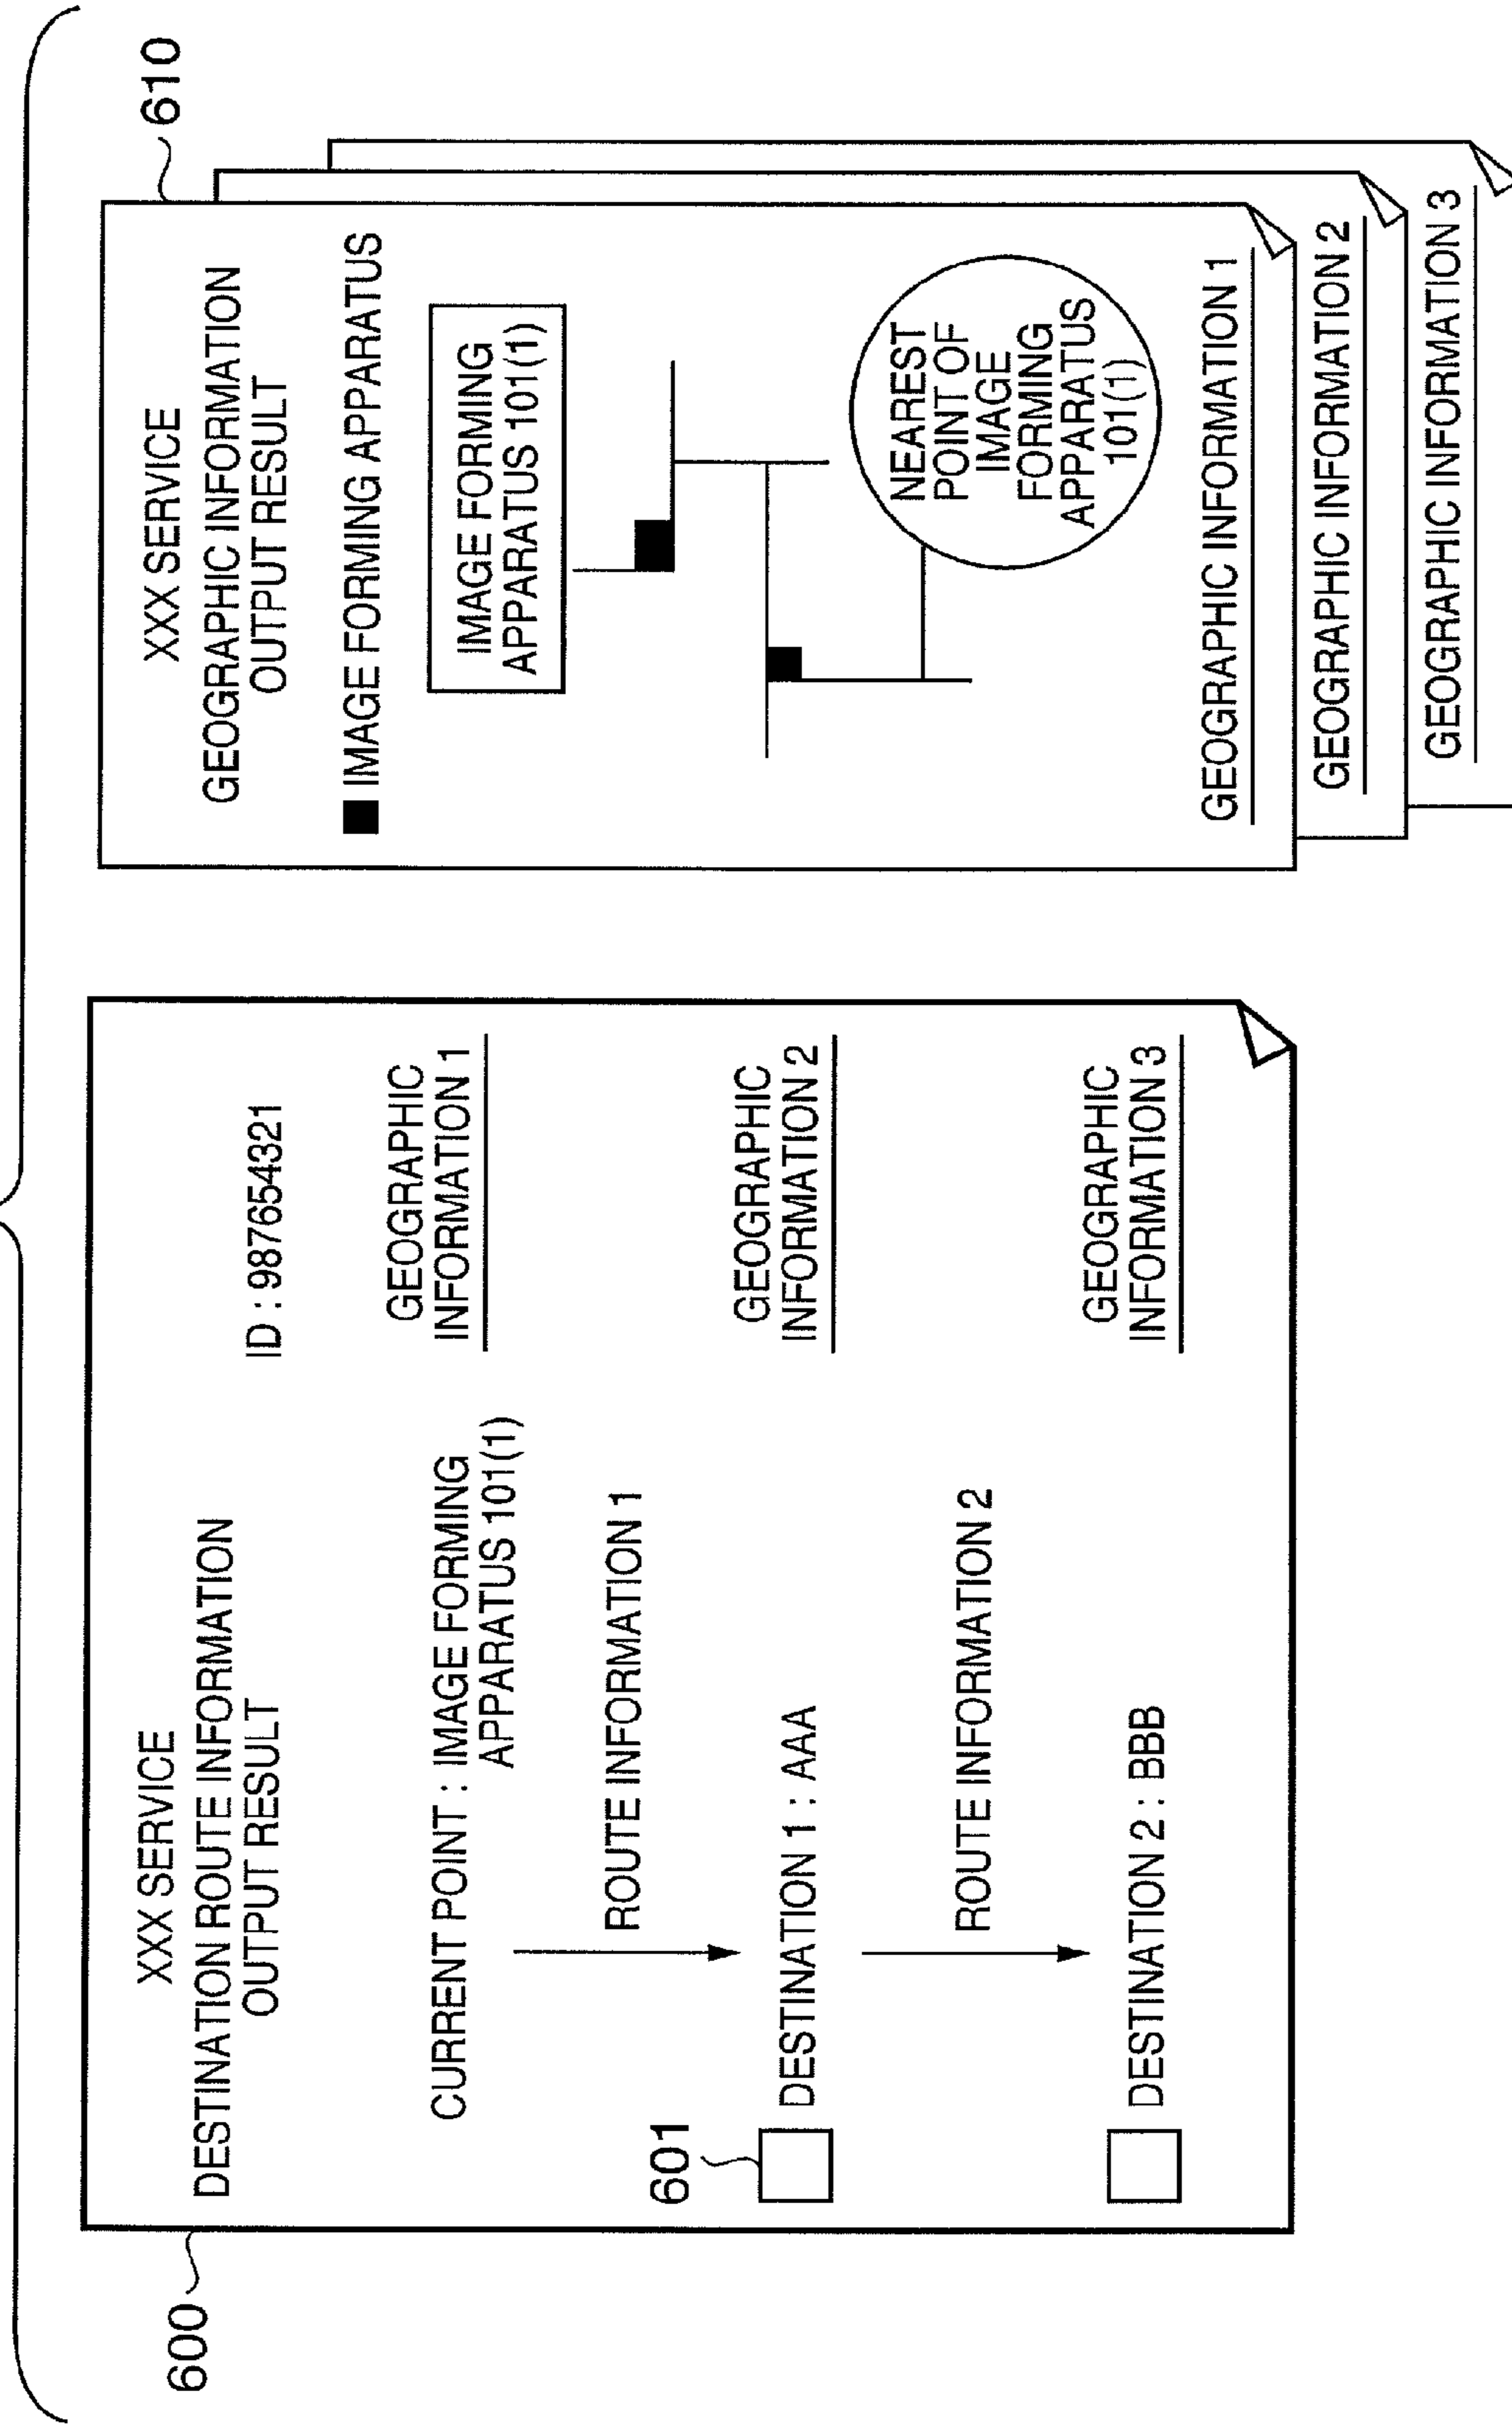 600
XXX SERVICE
DESTINATION ROUTE INFORMATION
OUTPUT RESULT
ID : 987654321
CURRENT POINT : IMAGE FORMING
APPARATUS 101(1)
GEOGRAPHIC
INFORMATION 1
ROUTE INFORMATION 1
601
DESTINATION 1 : AAA
GEOGRAPHIC
INFORMATION 2
ROUTE INFORMATION 2
DESTINATION 2 : BBB
GEOGRAPHIC
INFORMATION 3
610
XXX SERVICE
GEOGRAPHIC INFORMATION
OUTPUT RESULT
IMAGE FORMING APPARATUS
IMAGE FORMING
APPARATUS 101(1)
NEAREST
POINT OF
IMAGE
FORMING
APPARATUS
101(1)
GEOGRAPHIC INFORMATION 1
GEOGRAPHIC INFORMATION 2
GEOGRAPHIC INFORMATION 3